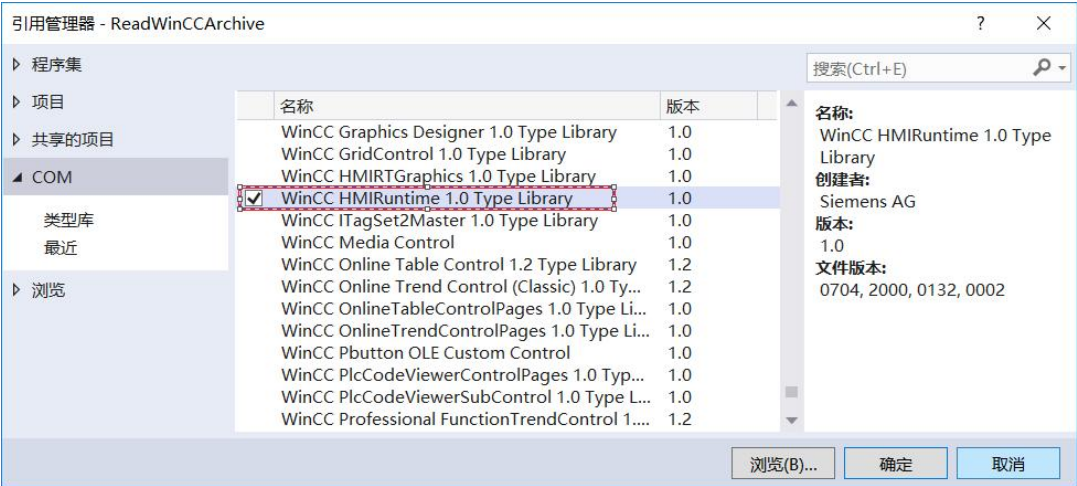 引用管理器 - ReadWinCCArchive
?
程序集
项目
共享的项目
COM
类型库
最近
浏览
名称 版本
WinCC Graphics Designer 1.0 Type Library 1.0
WinCC GridControl 1.0 Type Library 1.0
WinCC HMIRTGraphics 1.0 Type Library 1.0
WinCC HMIRuntime 1.0 Type Library 1.0
WinCC ITagSet2Master 1.0 Type Library 1.0
WinCC Media Control 1.0
WinCC Online Table Control 1.2 Type Library 1.2
WinCC Online Trend Control (Classic) 1.0 Ty... 1.2
WinCC OnlineTableControlPages 1.0 Type Li... 1.0
WinCC OnlineTrendControlPages 1.0 Type Li... 1.0
WinCC Pbutton OLE Custom Control 1.0
WinCC PlcCodeViewerControlPages 1.0 Typ... 1.0
WinCC PlcCodeViewerSubControl 1.0 Type L... 1.0
WinCC Professional FunctionTrendControl 1.... 1.2
搜索(Ctrl+E)
名称:
WinCC HMIRuntime 1.0 Type
Library
创建者:
Siemens AG
版本:
1.0
文件版本:
0704, 2000, 0132, 0002
浏览(B)... 确定 取消